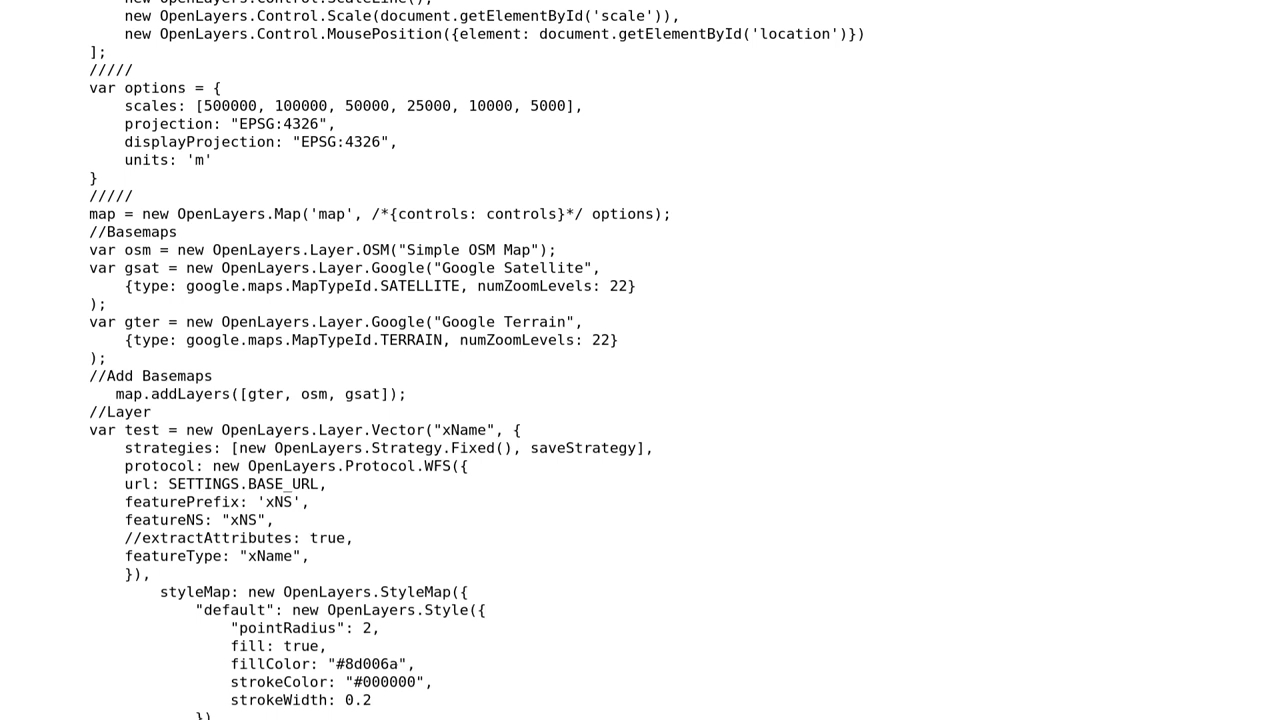 new OpenLayers.Control.ScaleLine(),
new OpenLayers.Control.Scale(document.getElementById('scale')),
new OpenLayers.Control.MousePosition({element: document.getElementById('location')})
];
/////
var options = {
scales: [500000, 100000, 50000, 25000, 10000, 5000],
projection: "EPSG:4326",
displayProjection: "EPSG:4326",
units: 'm'
}
/////
map = new OpenLayers.Map('map', /*{controls: controls}*/ options);
//Basemaps
var osm = new OpenLayers.Layer.OSM("Simple OSM Map");
var gsat = new OpenLayers.Layer.Google("Google Satellite",
{type: google.maps.MapTypeId.SATELLITE, numZoomLevels: 22}
);
var gter = new OpenLayers.Layer.Google("Google Terrain",
{type: google.maps.MapTypeId.TERRAIN, numZoomLevels: 22}
);
//Add Basemaps
map.addLayers([gter, osm, gsat]);
//Layer
var test = new OpenLayers.Layer.Vector("xName", {
strategies: [new OpenLayers.Strategy.Fixed(), saveStrategy],
protocol: new OpenLayers.Protocol.WFS({
url: SETTINGS.BASE_URL,
featurePrefix: 'xNS',
featureNS: "xNS",
//extractAttributes: true,
featureType: "xName",
}),
styleMap: new OpenLayers.StyleMap({
"default": new OpenLayers.Style({
"pointRadius": 2,
fill: true,
fillColor: "#8d006a",
strokeColor: "#000000",
strokeWidth: 0.2
})